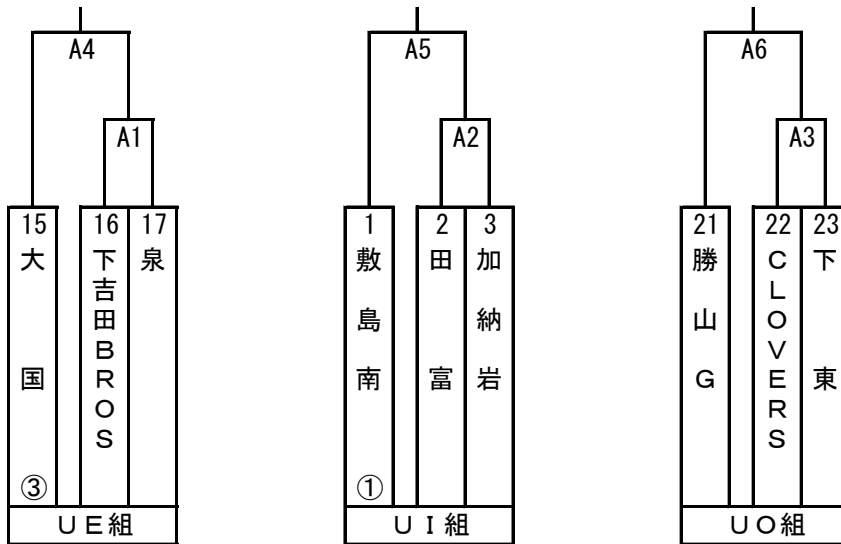 A4
A5
A6
A1
A2
A3
15
16
17
1
2
3
21
22
23
大国
下吉田BROS
泉
敷島南
田富
加納岩
勝山G
CLOVERS
下東
③
①
UE組
UI組
UO組